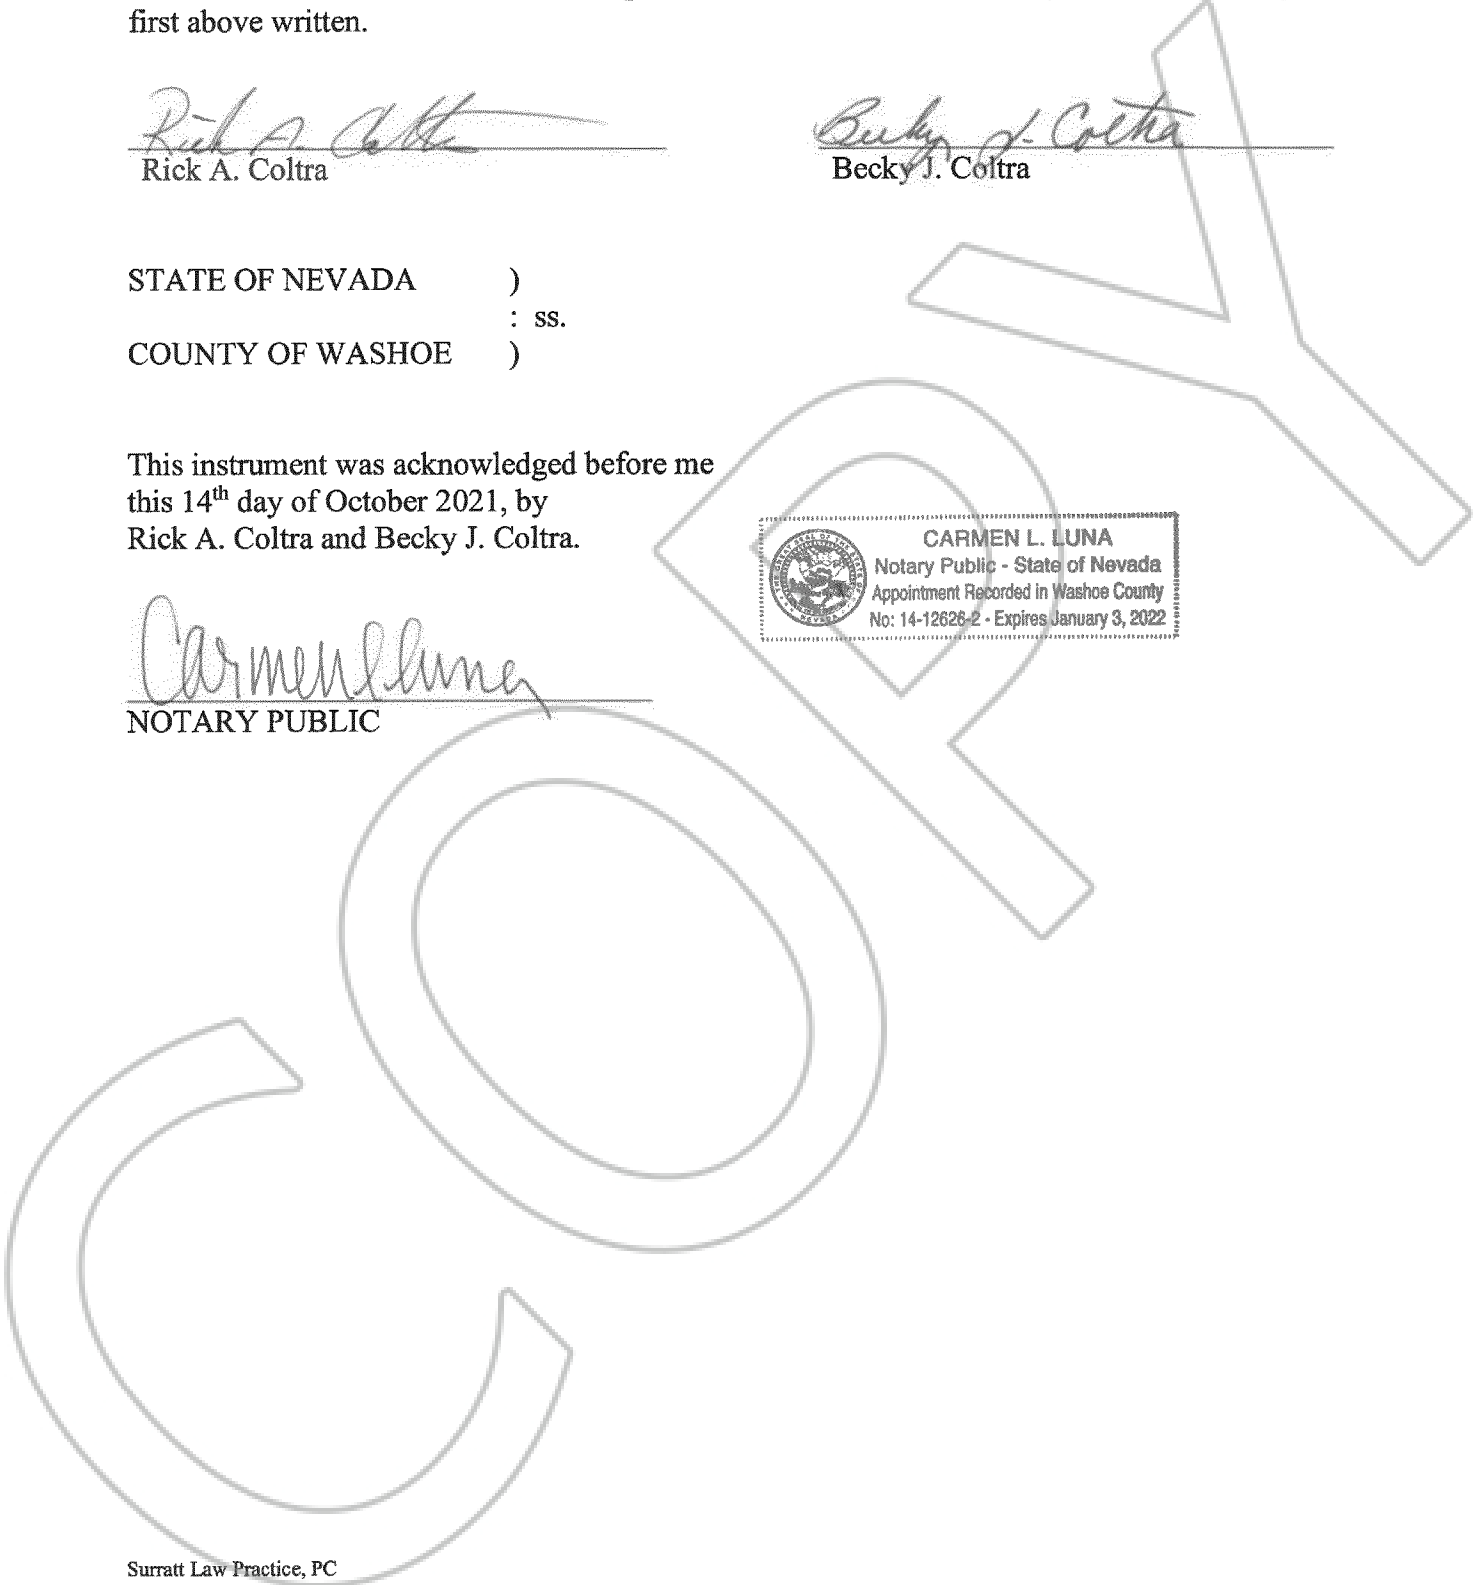 first above written.
Rick A. Coltra
Becky J. Coltra
Rick A. Coltra
Becky J. Coltra
STATE OF NEVADA )
: ss.
COUNTY OF WASHOE )
This instrument was acknowledged before me
this 14th day of October 2021, by
Rick A. Coltra and Becky J. Coltra.
CARMEN L. LUNA
Notary Public - State of Nevada
Appointment Recorded in Washoe County
No: 14-12626-2 - Expires January 3, 2022
Carmen L Luna
NOTARY PUBLIC
COPY
Surratt Law Practice, PC